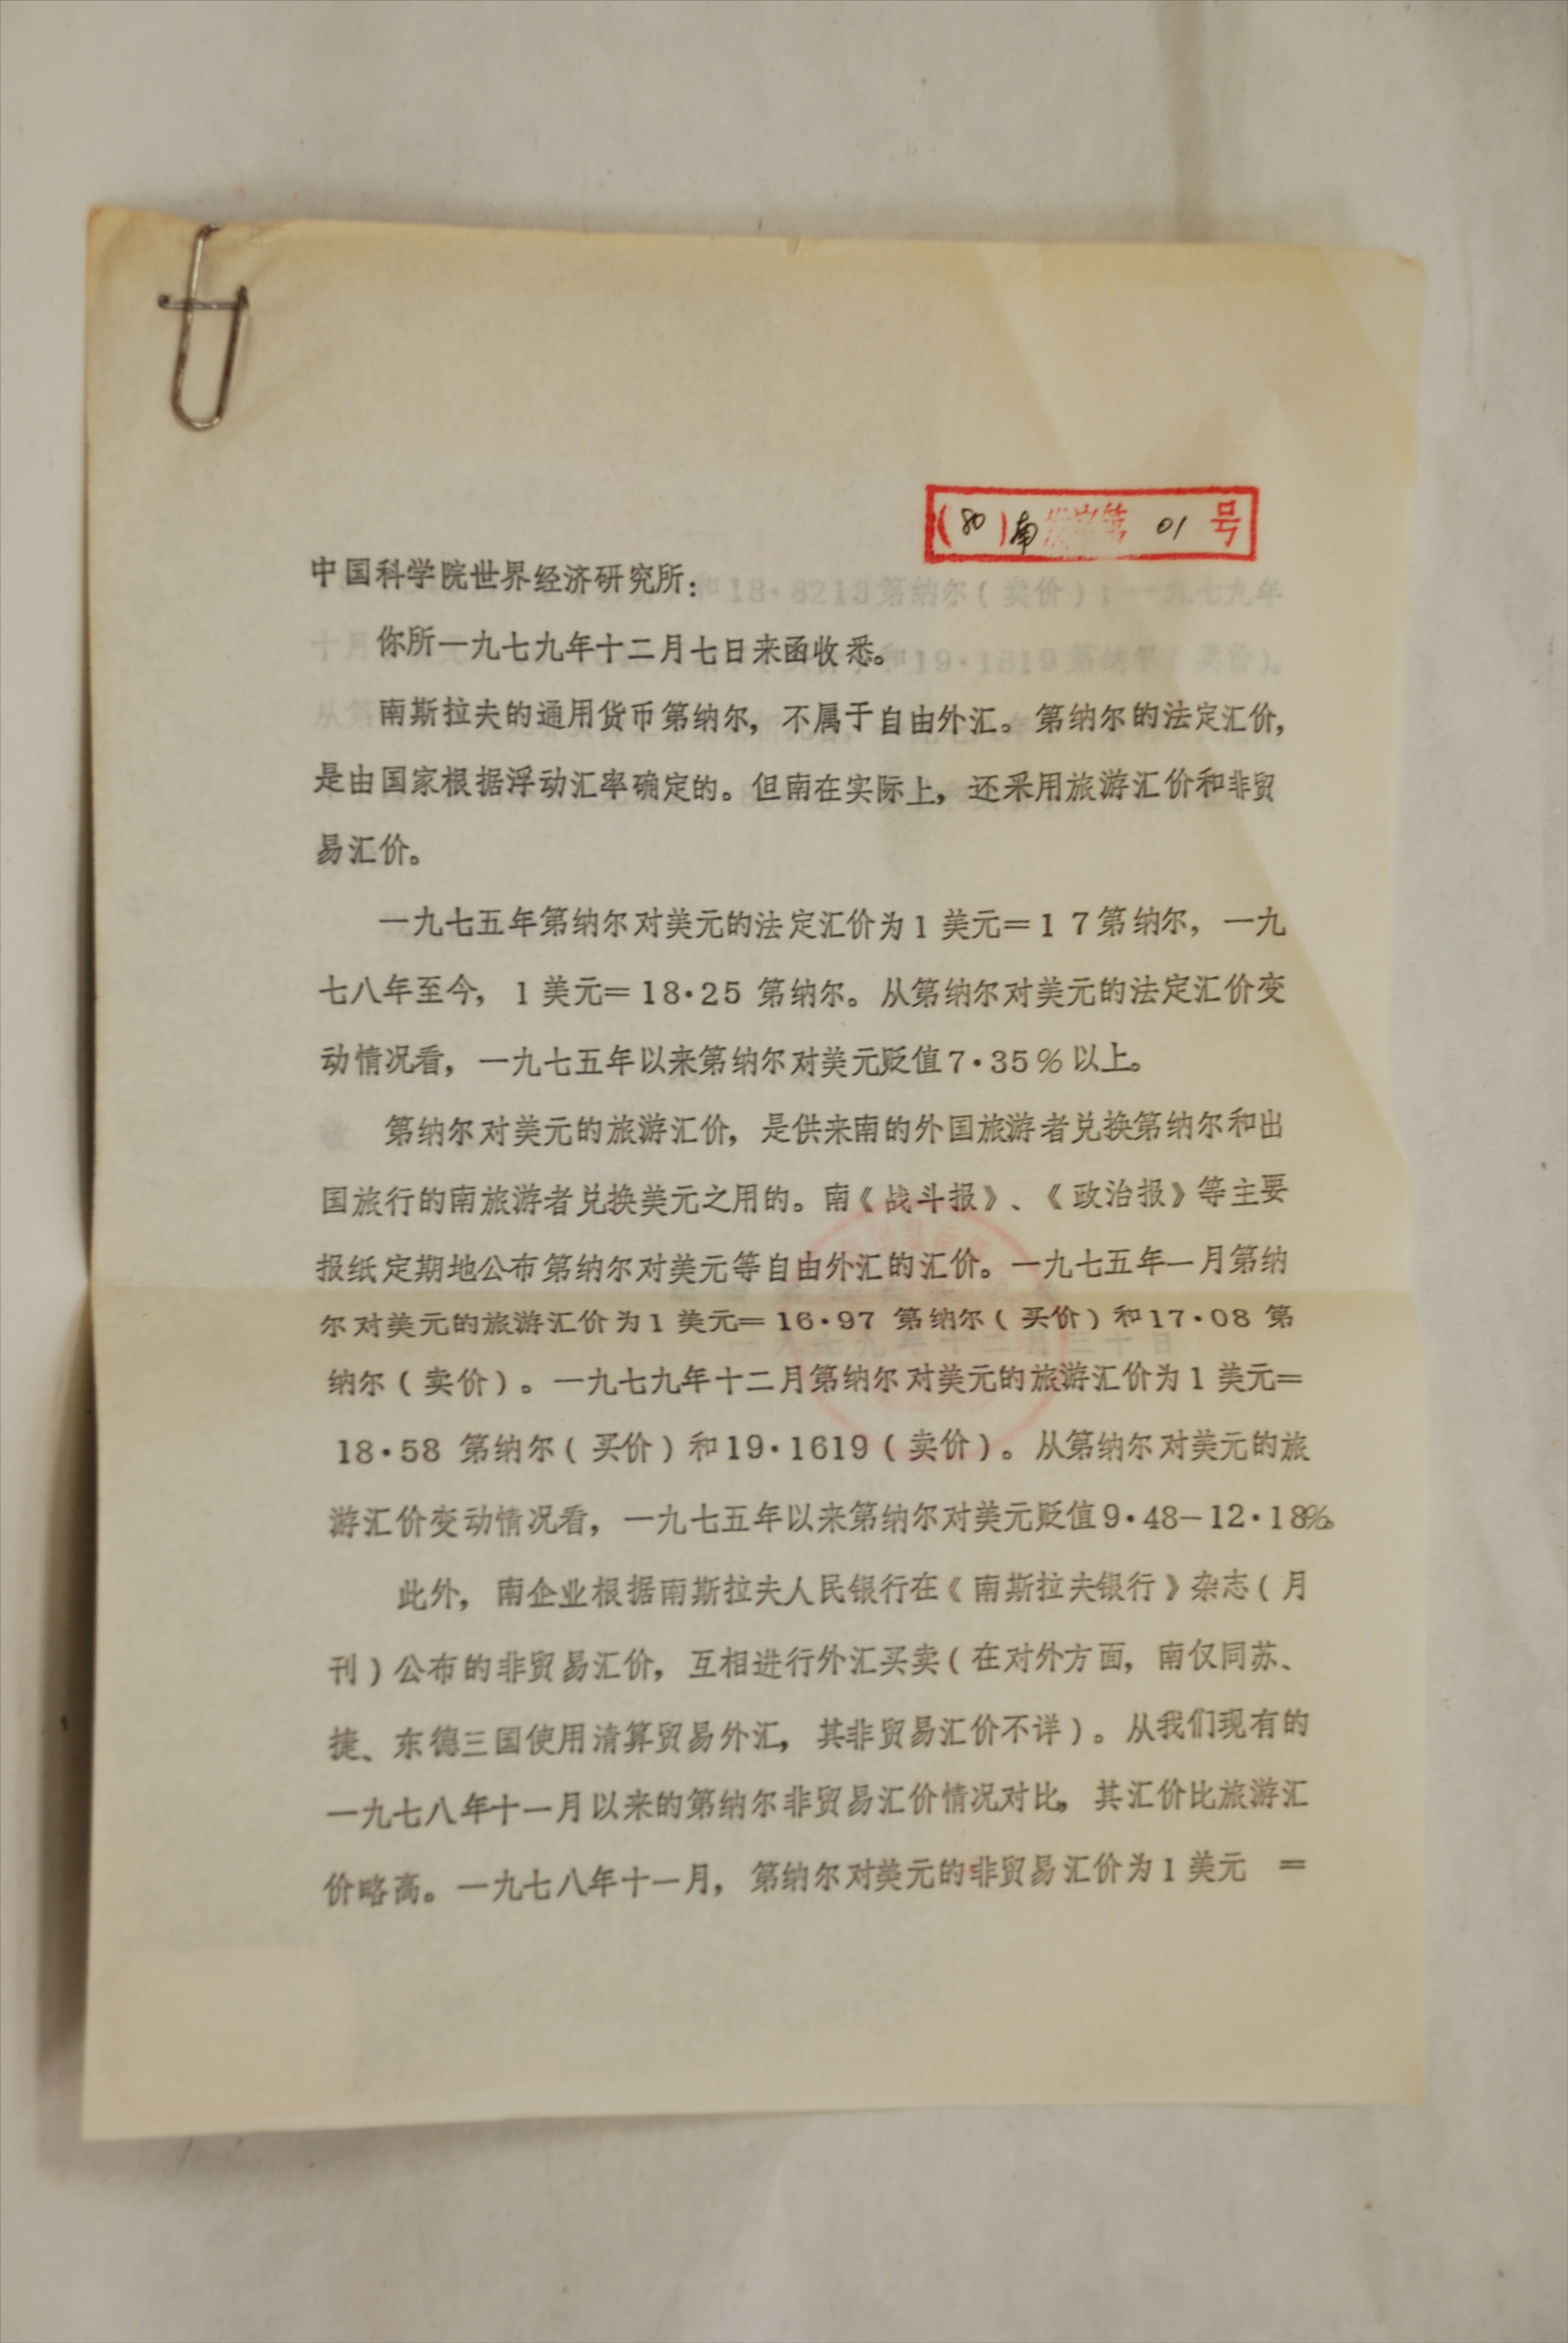 (80)南发字第 01 号
中国科学院世界经济研究所:
你所一九七九年十二月七日来函收悉。
南斯拉夫的通用货币第纳尔，不属于自由外汇。第纳尔的法定汇价，
是由国家根据浮动汇率确定的。但南在实际上，还采用旅游汇价和非贸
易汇价。
一九七五年第纳尔对美元的法定汇价为1 美元=17第纳尔，一九
七八年至今，1 美元=18·25 第纳尔。从第纳尔对美元的法定汇价变
动情况看，一九七五年以来第纳尔对美元贬值7·35%以上。
第纳尔对美元的旅游汇价，是供来南的外国旅游者兑换第纳尔和出
国旅行的南旅游者兑换美元之用的。南《战斗报》、《政治报》等主要
报纸定期地公布第纳尔对美元等自由外汇的汇价。一九七五年一月第纳
尔对美元的旅游汇价为1 美元=16·97 第纳尔(买价)和17·08 第
纳尔(卖价)。一九七九年十二月第纳尔对美元的旅游汇价为1 美元=
18·58 第纳尔(买价)和19·1619(卖价)。从第纳尔对美元的旅
游汇价变动情况看，一九七五年以来第纳尔对美元贬值9·48-12·18%。
此外，南企业根据南斯拉夫人民银行在《南斯拉夫银行》杂志(月
刊)公布的非贸易汇价，互相进行外汇买卖(在对外方面，南仅同苏、
捷、东德三国使用清算贸易外汇，其非贸易汇价不详)。从我们现有的
一九七八年十一月以来的第纳尔非贸易汇价情况对比，其汇价比旅游汇
价略高。一九七八年十一月，第纳尔对美元的非贸易汇价为1 美元 =